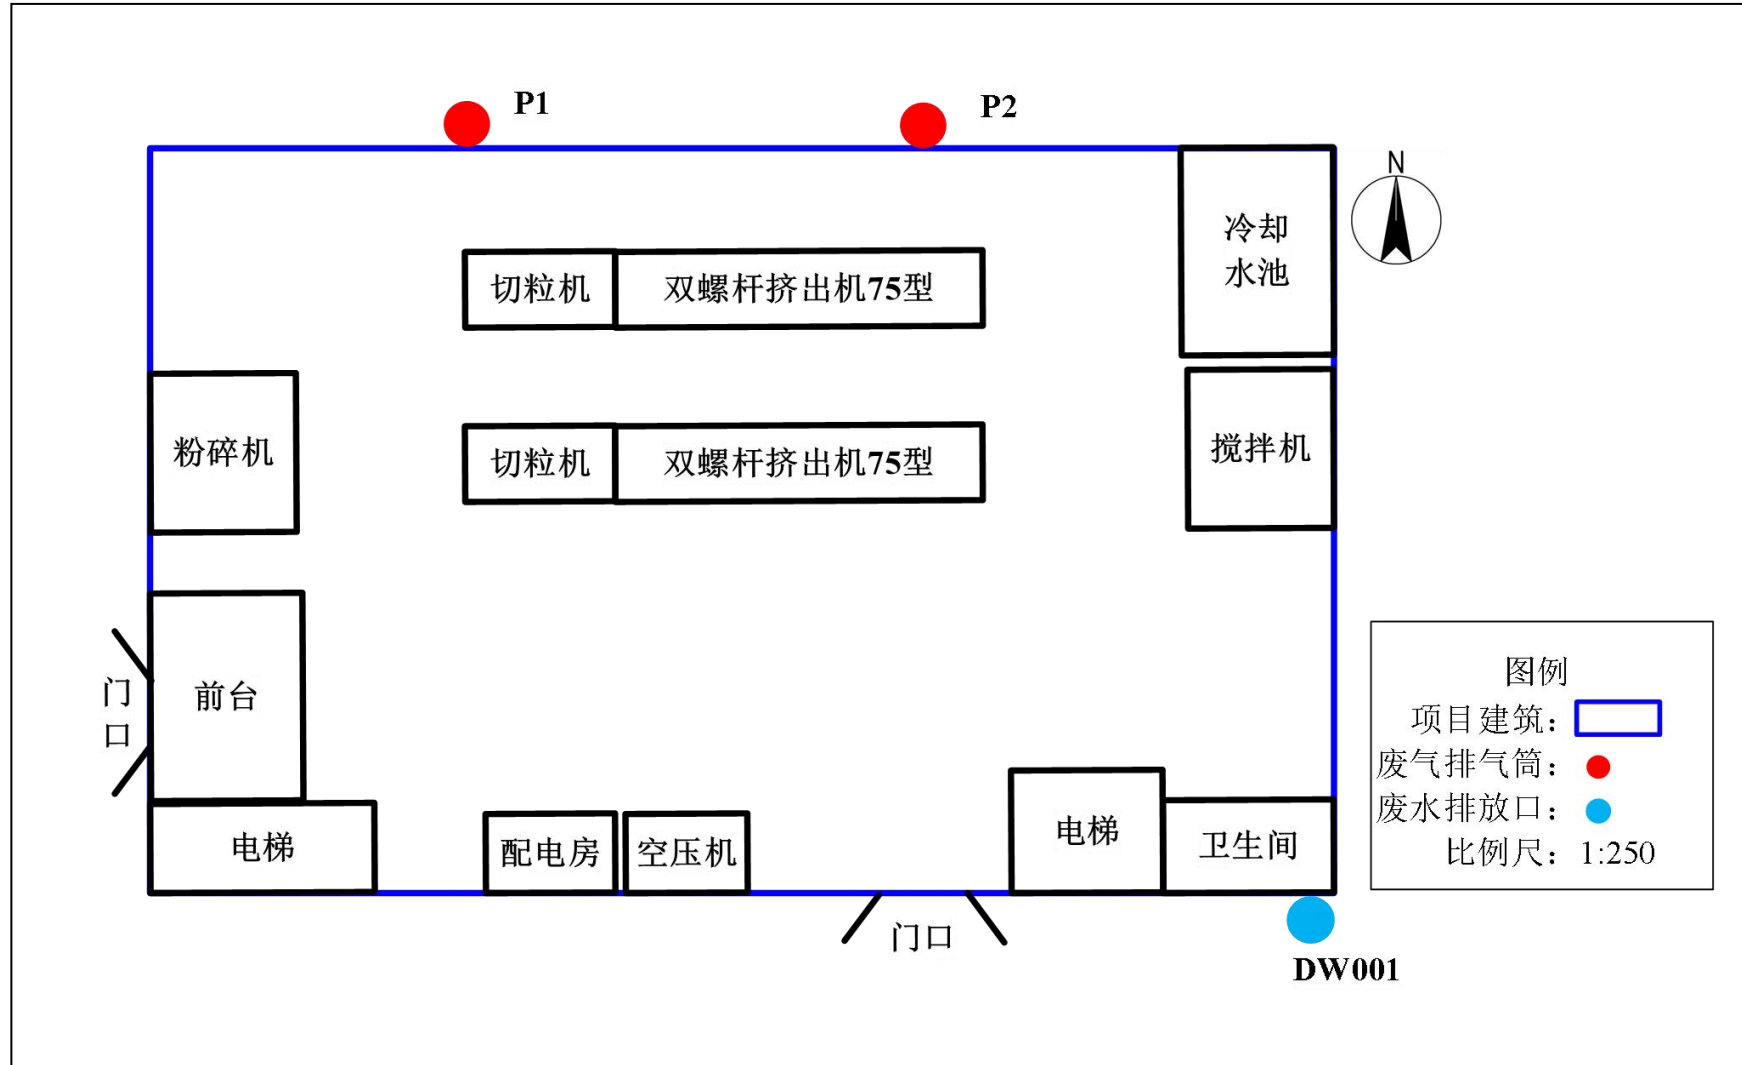 P1
P2
N
冷却
水池
切粒机
双螺杆挤出机75型
粉碎机
切粒机
双螺杆挤出机75型
搅拌机
门
口
前台
电梯
配电房
空压机
电梯
卫生间
门口
DW001
图例
项目建筑：
废气排气筒：
废水排放口：
比例尺：1:250